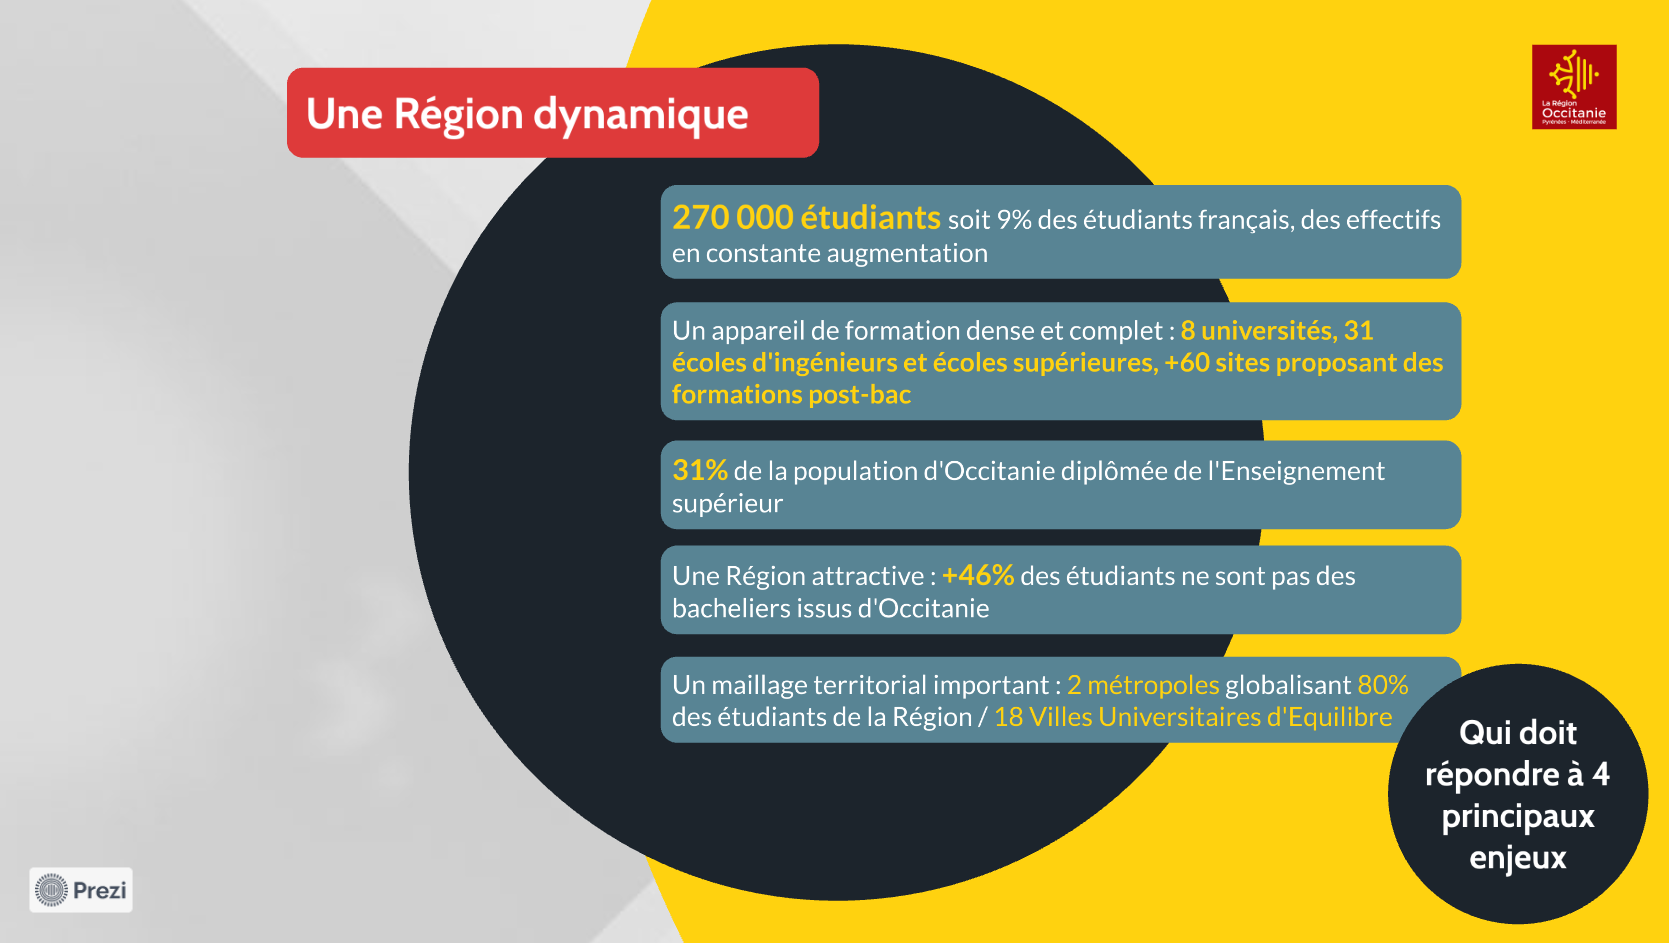 Une Région dynamique
La Région
Occitanie
Pyrénées - Méditerranée
270 000 étudiants soit 9% des étudiants français, des effectifs
en constante augmentation
Un appareil de formation dense et complet : 8 universités, 31
écoles d'ingénieurs et écoles supérieures, +60 sites proposant des
formations post-bac
31% de la population d'Occitanie diplômée de l'Enseignement
supérieur
Une Région attractive : +46% des étudiants ne sont pas des
bacheliers issus d'Occitanie
Un maillage territorial important : 2 métropoles globalisant 80%
des étudiants de la Région / 18 Villes Universitaires d'Equilibre
Qui doit
répondre à 4
principaux
enjeux
Prezi